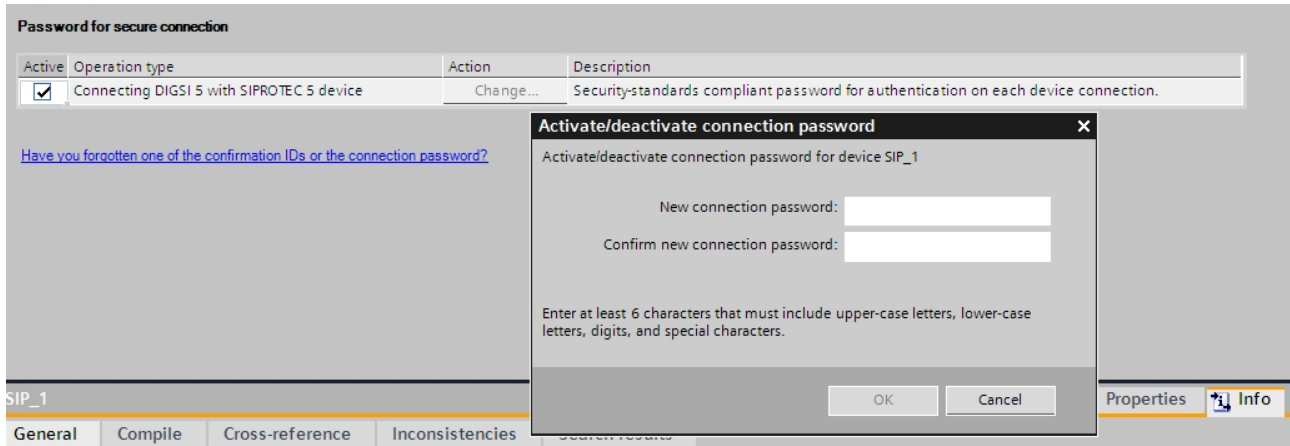 Password for secure connection
Active Operation type Action Description
Connecting DIGSI 5 with SIPROTEC 5 device Change... Security-standards compliant password for authentication on each device connection.
Activate/deactivate connection password
Have you forgotten one of the confirmation IDs or the connection password?
Activate/deactivate connection password for device SIP_1
New connection password:
Confirm new connection password:
Enter at least 6 characters that must include upper-case letters, lower-case
letters, digits, and special characters.
OK Cancel
SIP_1 Properties Info
General Compile Cross-reference Inconsistencies